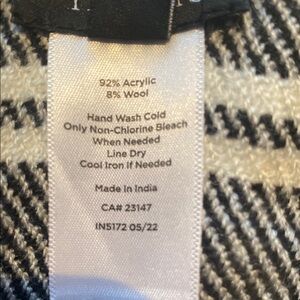 92% Acrylic
8% Wool
Hand Wash Cold
Only Non-Chlorine Bleach
When Needed
Line Dry
Cool Iron If Needed
Made In India
CA# 23147
IN5172 05/22